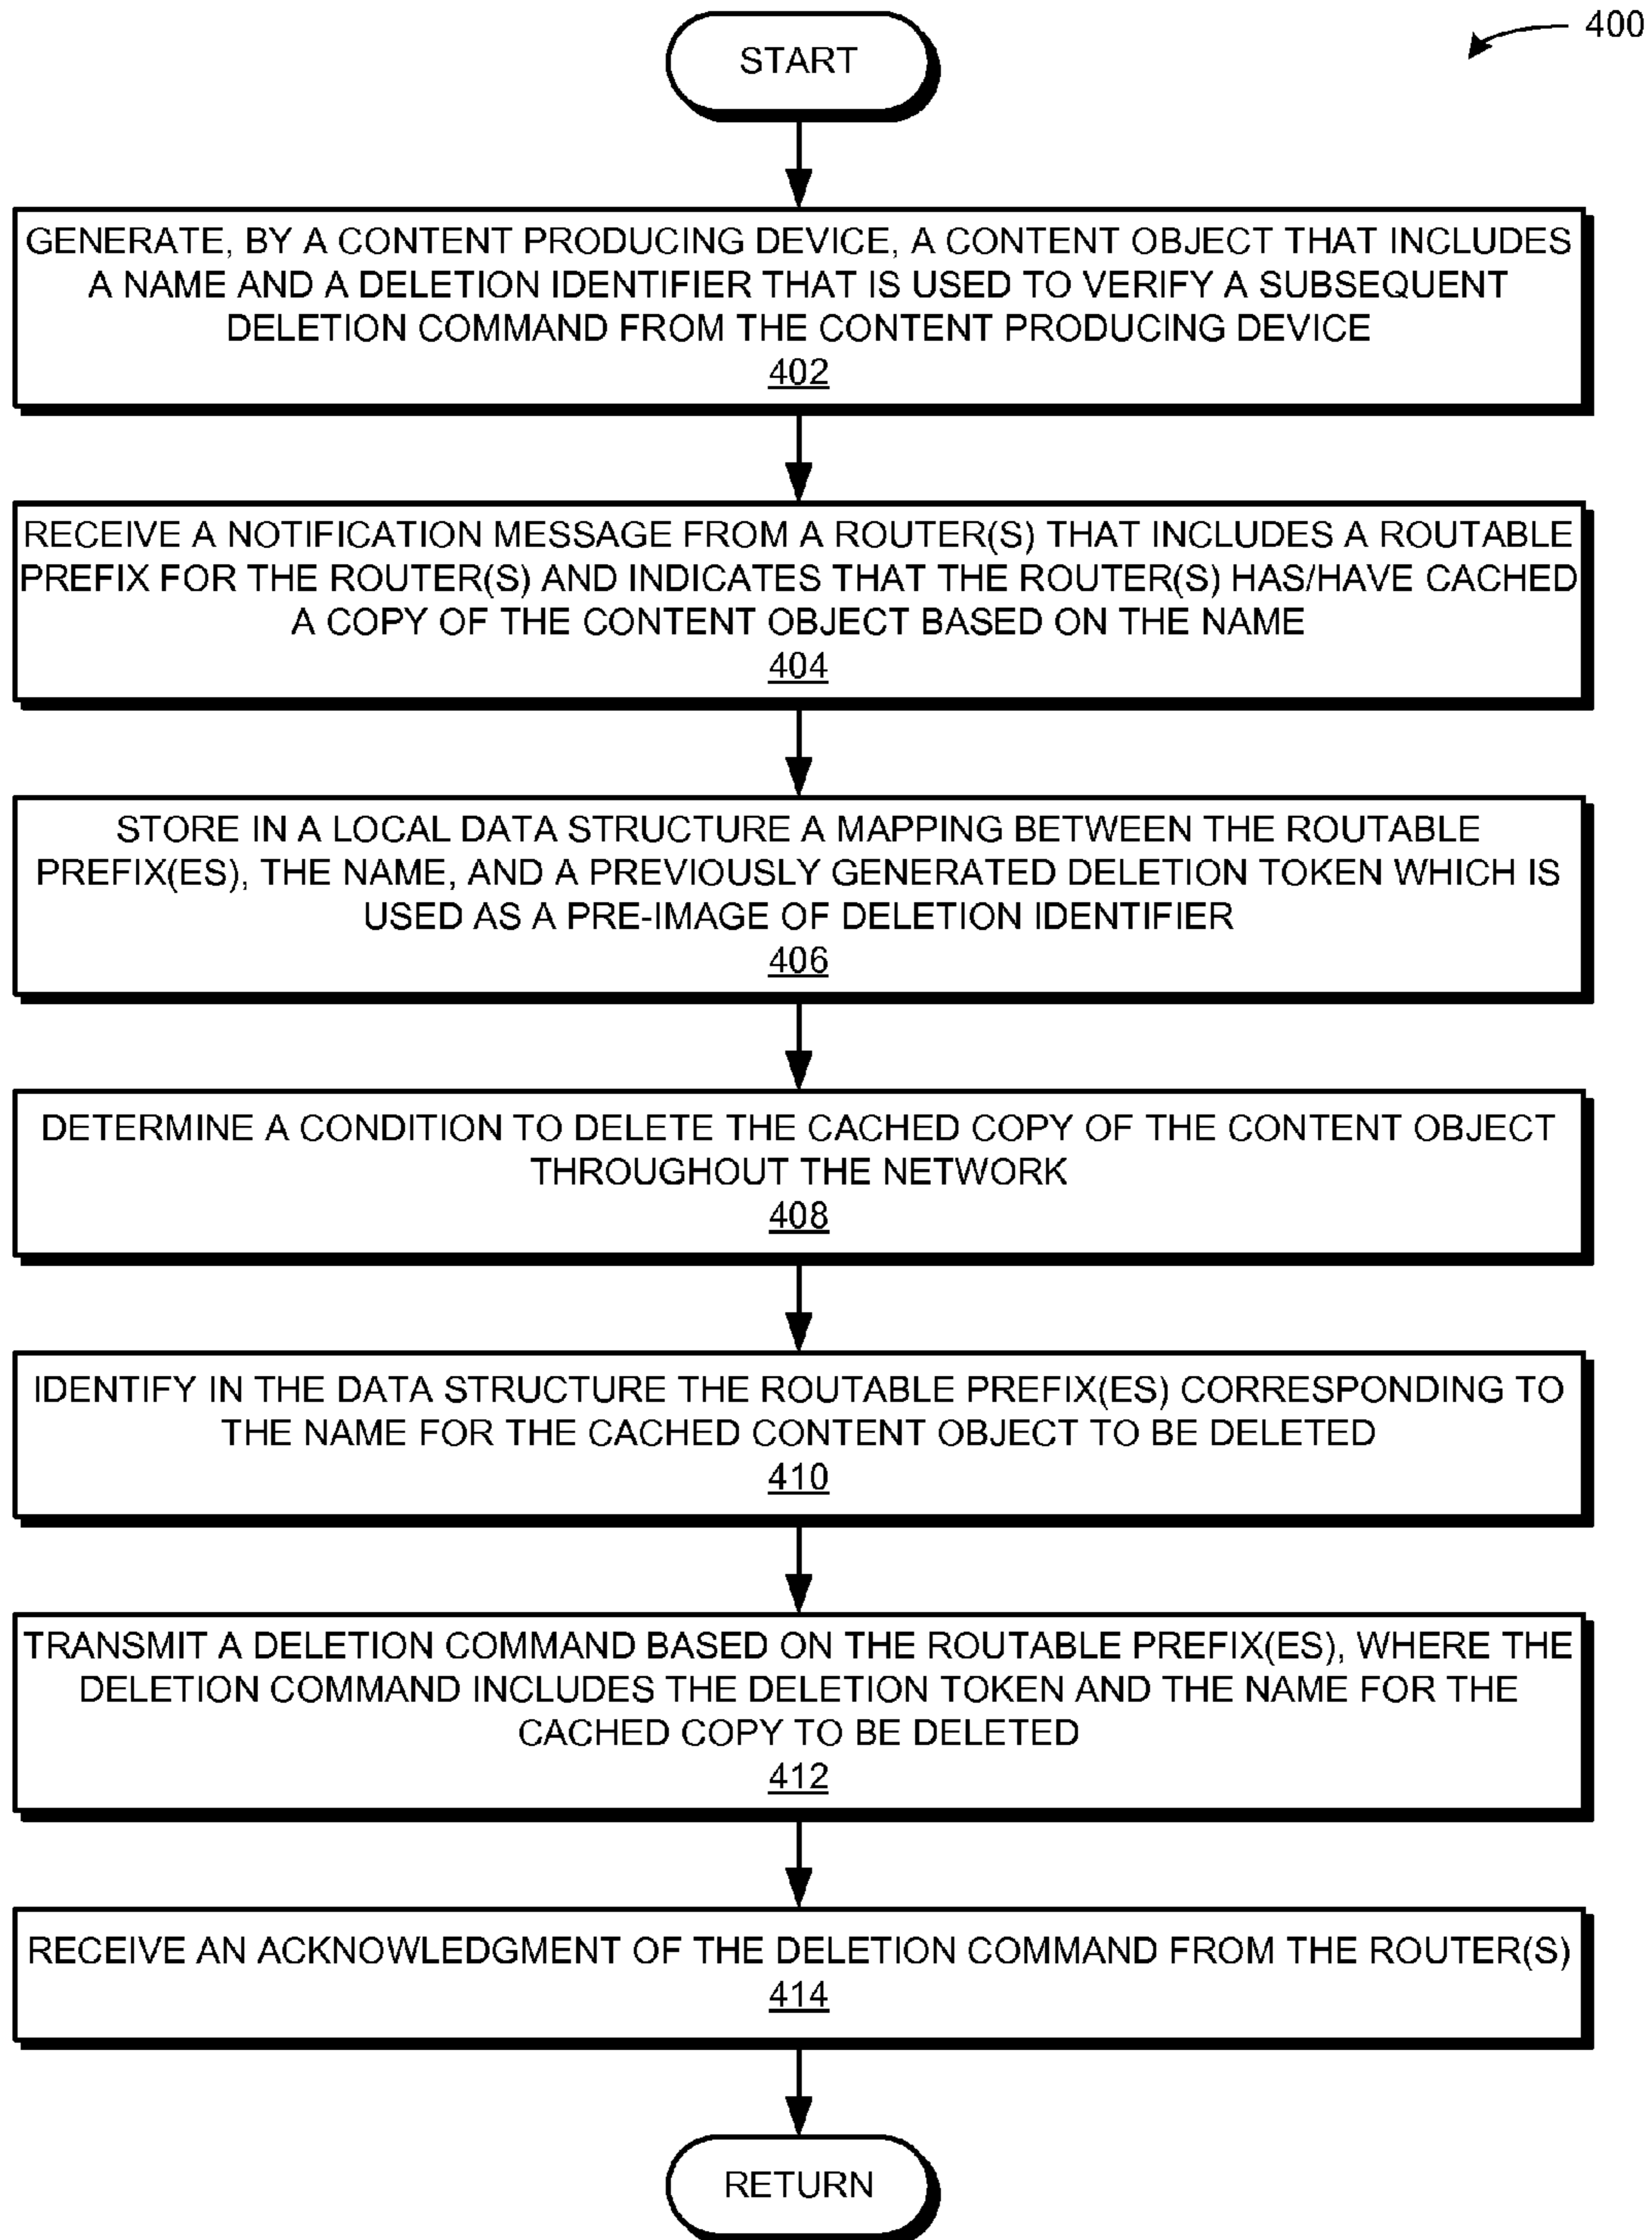 400
START
GENERATE, BY A CONTENT PRODUCING DEVICE, A CONTENT OBJECT THAT INCLUDES
A NAME AND A DELETION IDENTIFIER THAT IS USED TO VERIFY A SUBSEQUENT
DELETION COMMAND FROM THE CONTENT PRODUCING DEVICE
402
RECEIVE A NOTIFICATION MESSAGE FROM A ROUTER(S) THAT INCLUDES A ROUTABLE
PREFIX FOR THE ROUTER(S) AND INDICATES THAT THE ROUTER(S) HAS/HAVE CACHED
A COPY OF THE CONTENT OBJECT BASED ON THE NAME
404
STORE IN A LOCAL DATA STRUCTURE A MAPPING BETWEEN THE ROUTABLE
PREFIX(ES), THE NAME, AND A PREVIOUSLY GENERATED DELETION TOKEN WHICH IS
USED AS A PRE-IMAGE OF DELETION IDENTIFIER
406
DETERMINE A CONDITION TO DELETE THE CACHED COPY OF THE CONTENT OBJECT
THROUGHOUT THE NETWORK
408
IDENTIFY IN THE DATA STRUCTURE THE ROUTABLE PREFIX(ES) CORRESPONDING TO
THE NAME FOR THE CACHED CONTENT OBJECT TO BE DELETED
410
TRANSMIT A DELETION COMMAND BASED ON THE ROUTABLE PREFIX(ES), WHERE THE
DELETION COMMAND INCLUDES THE DELETION TOKEN AND THE NAME FOR THE
CACHED COPY TO BE DELETED
412
RECEIVE AN ACKNOWLEDGMENT OF THE DELETION COMMAND FROM THE ROUTER(S)
414
RETURN